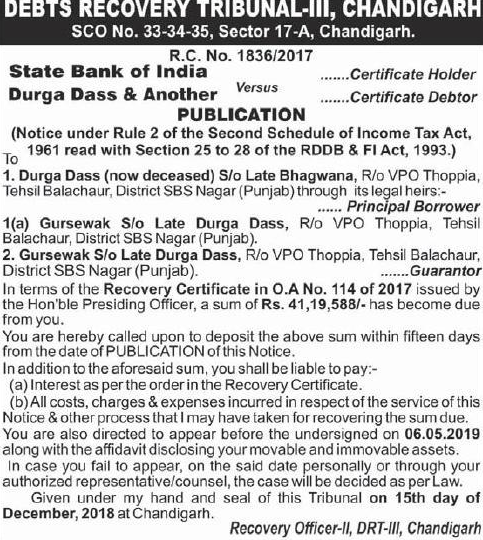 DEBTS RECOVERY TRIBUNAL-III, CHANDIGARH
SCO No. 33-34-35, Sector 17-A, Chandigarh.
R.C. No. 1836/2017
State Bank of India .......Certificate Holder
Versus
Durga Dass & Another .......Certificate Debtor
PUBLICATION
(Notice under Rule 2 of the Second Schedule of Income Tax Act,
1961 read with Section 25 to 28 of the RDDB & FI Act, 1993.)
To
1. Durga Dass (now deceased) S/o Late Bhagwana, R/o VPO Thoppia,
Tehsil Balachaur, District SBS Nagar (Punjab) through its legal heirs:-
...... Principal Borrower
1(a) Gursewak S/o Late Durga Dass, R/o VPO Thoppia, Tehsil
Balachaur, District SBS Nagar (Punjab).
2. Gursewak S/o Late Durga Dass, R/o VPO Thoppia, Tehsil Balachaur,
District SBS Nagar (Punjab). .......Guarantor
In terms of the Recovery Certificate in O.A No. 114 of 2017 issued by
the Hon'ble Presiding Officer, a sum of Rs. 41,19,588/- has become due
from you.
You are hereby called upon to deposit the above sum within fifteen days
from the date of PUBLICATION of this Notice.
In addition to the aforesaid sum, you shall be liable to pay:-
(a) Interest as per the order in the Recovery Certificate.
(b) All costs, charges & expenses incurred in respect of the service of this
Notice & other process that I may have taken for recovering the sum due.
You are also directed to appear before the undersigned on 06.05.2019
along with the affidavit disclosing your movable and immovable assets.
In case you fail to appear, on the said date personally or through your
authorized representative/counsel, the case will be decided as per Law.
Given under my hand and seal of this Tribunal on 15th day of
December, 2018 at Chandigarh.
Recovery Officer-II, DRT-III, Chandigarh